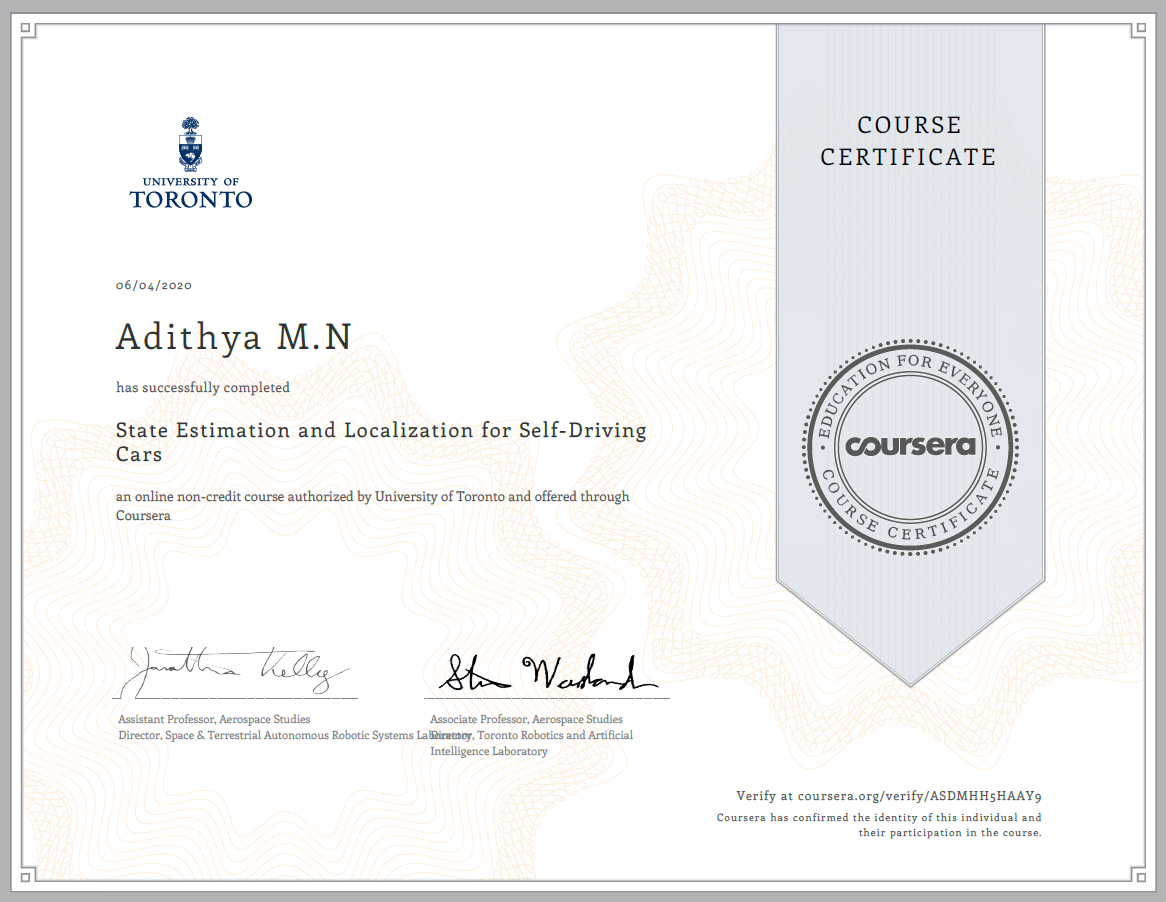 UNIVERSITY OF
TORONTO
06/04/2020
Adithya M.N
has successfully completed
State Estimation and Localization for Self-Driving
Cars
an online non-credit course authorized by University of Toronto and offered through
Coursera
Assistant Professor, Aerospace Studies
Director, Space & Terrestrial Autonomous Robotic Systems Laboratory
Associate Professor, Aerospace Studies
Director, Toronto Robotics and Artificial
Intelligence Laboratory
COURSE
CERTIFICATE
EDUCATION FOR EVERYONE
coursera
COURSE CERTIFICATE
Verify at coursera.org/verify/ASDMHH5HAAY9
Coursera has confirmed the identity of this individual and
their participation in the course.